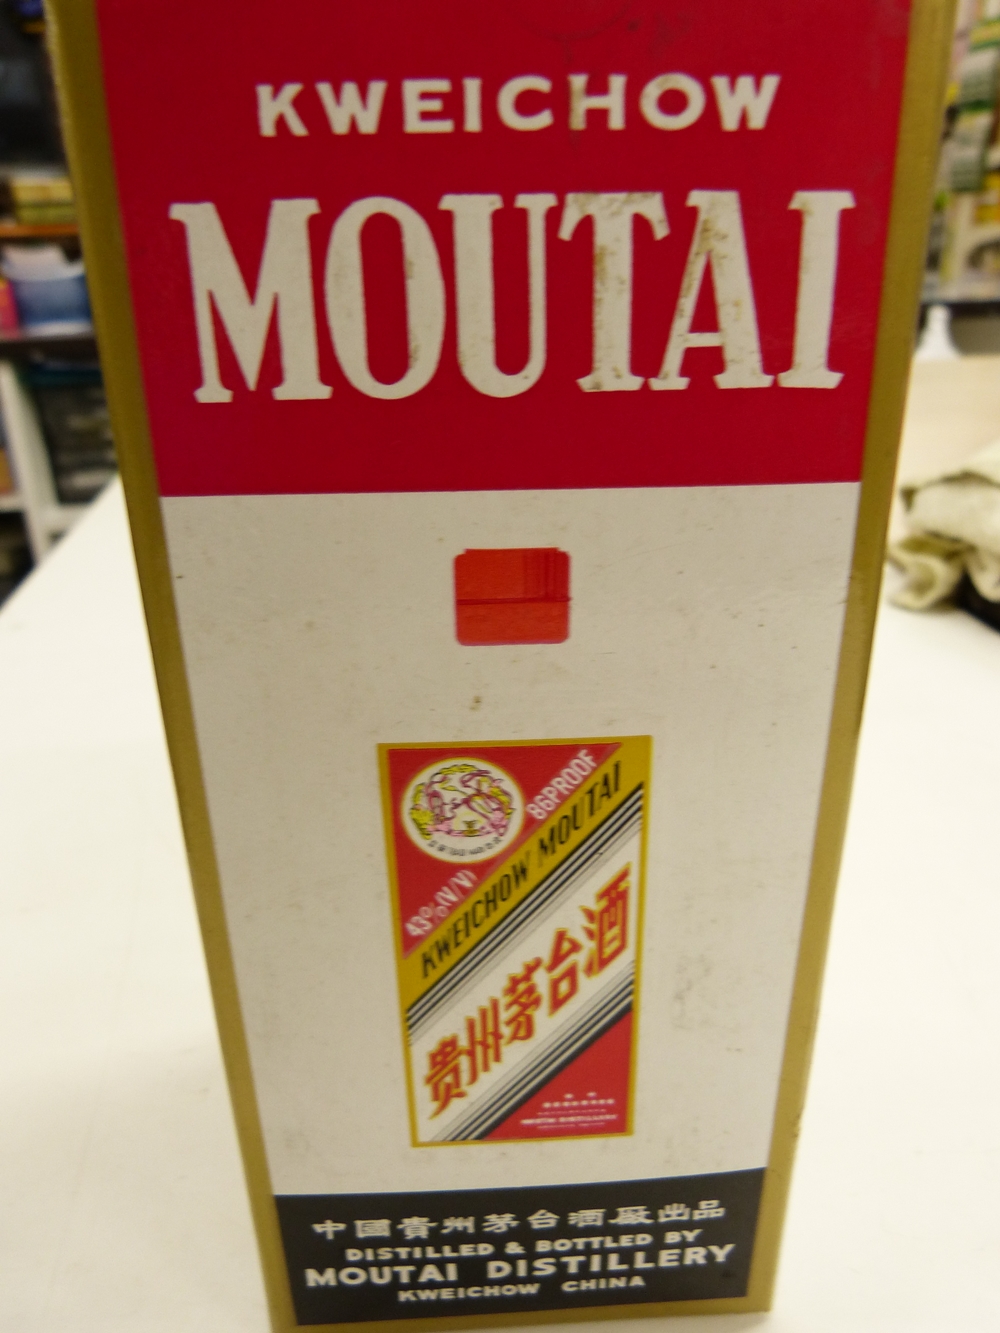 KWEICHOW
MOUTAI
86PROOF
43%(V/V)
KWEICHOW MOUTAI
贵州茅台酒
中國貴州茅台酒厰出品
DISTILLED & BOTTLED BY
MOUTAI DISTILLERY
KWEICHOW CHINA